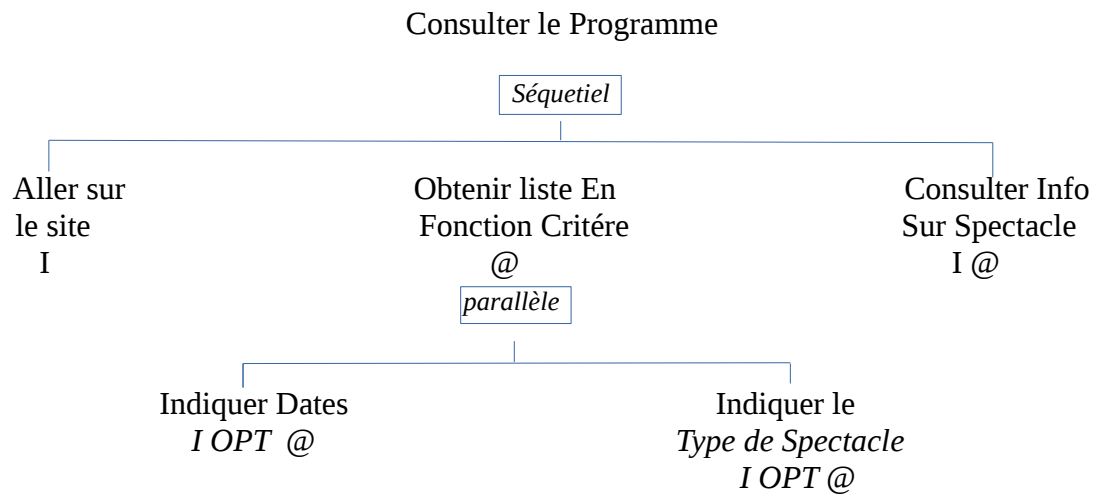 Consulter le Programme
Séquetiel
Aller sur
le site
I
Obtenir liste En
Fonction Critére
@
Consulter Info
Sur Spectacle
I @
parallèle
Indiquer Dates
I OPT @
Indiquer le
Type de Spectacle
I OPT @